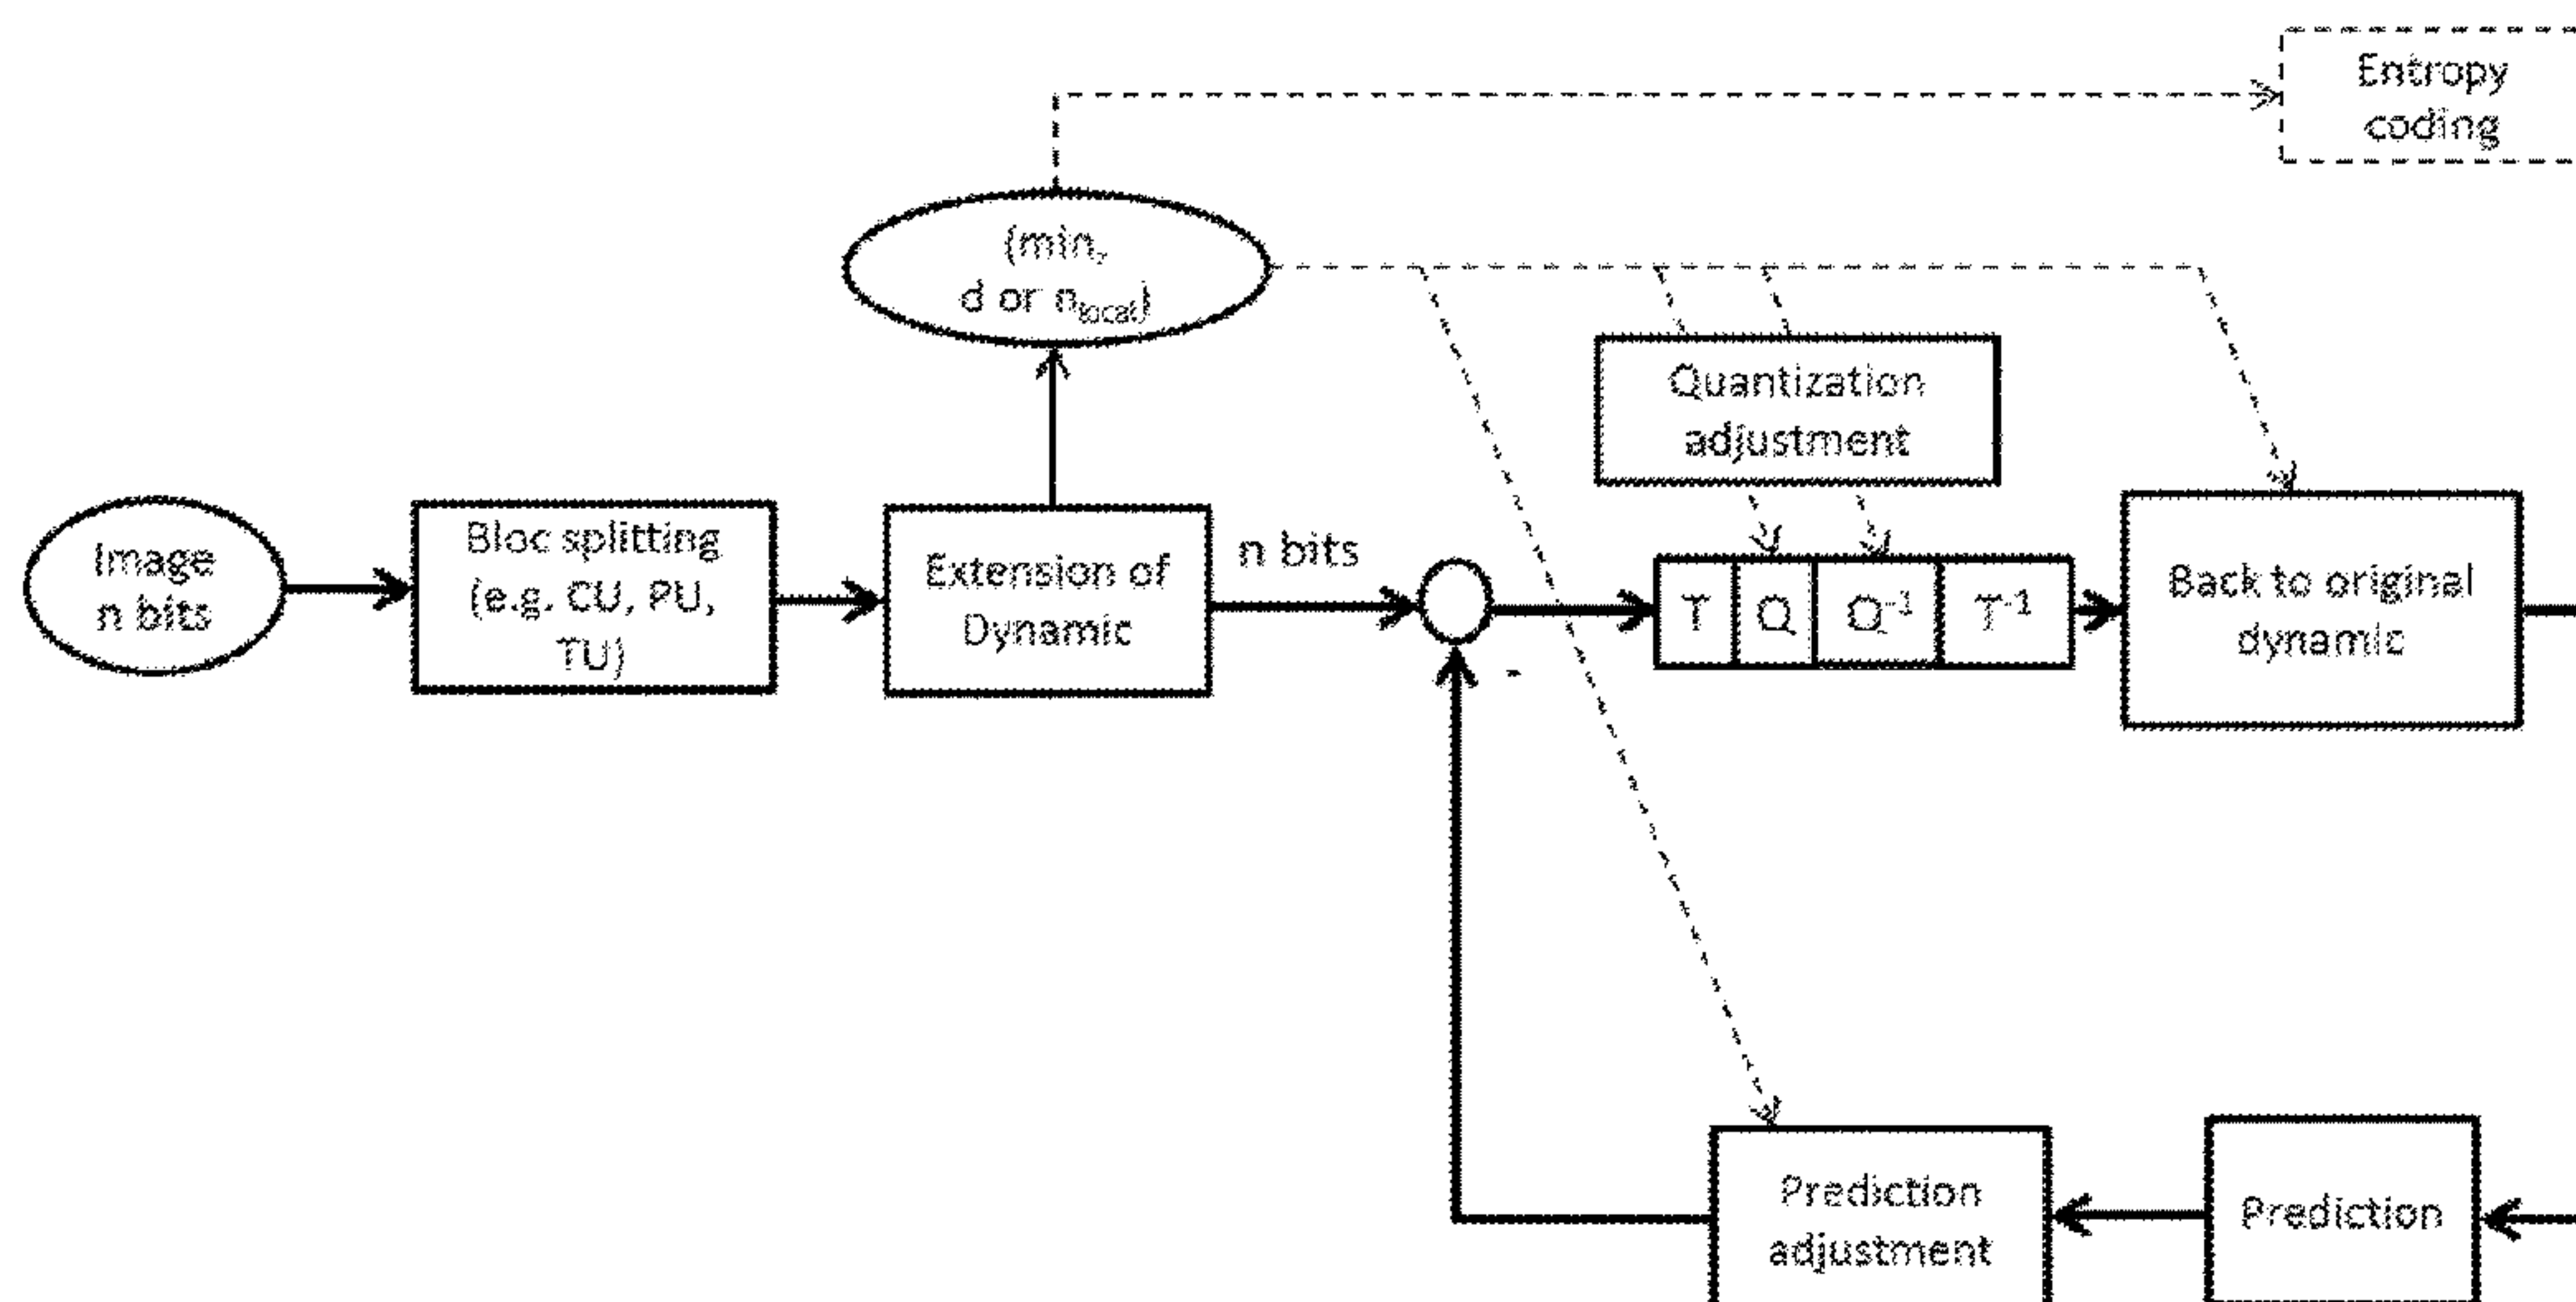 Entropy
coding
(min,
d or n_local)
Quantization
adjustment
Image
n bits
Bloc splitting
(e.g. CU, PU,
TU)
Extension of
Dynamic
n bits
-
T Q Q⁻¹ T⁻¹
Back to original
dynamic
Prediction
adjustment
Prediction